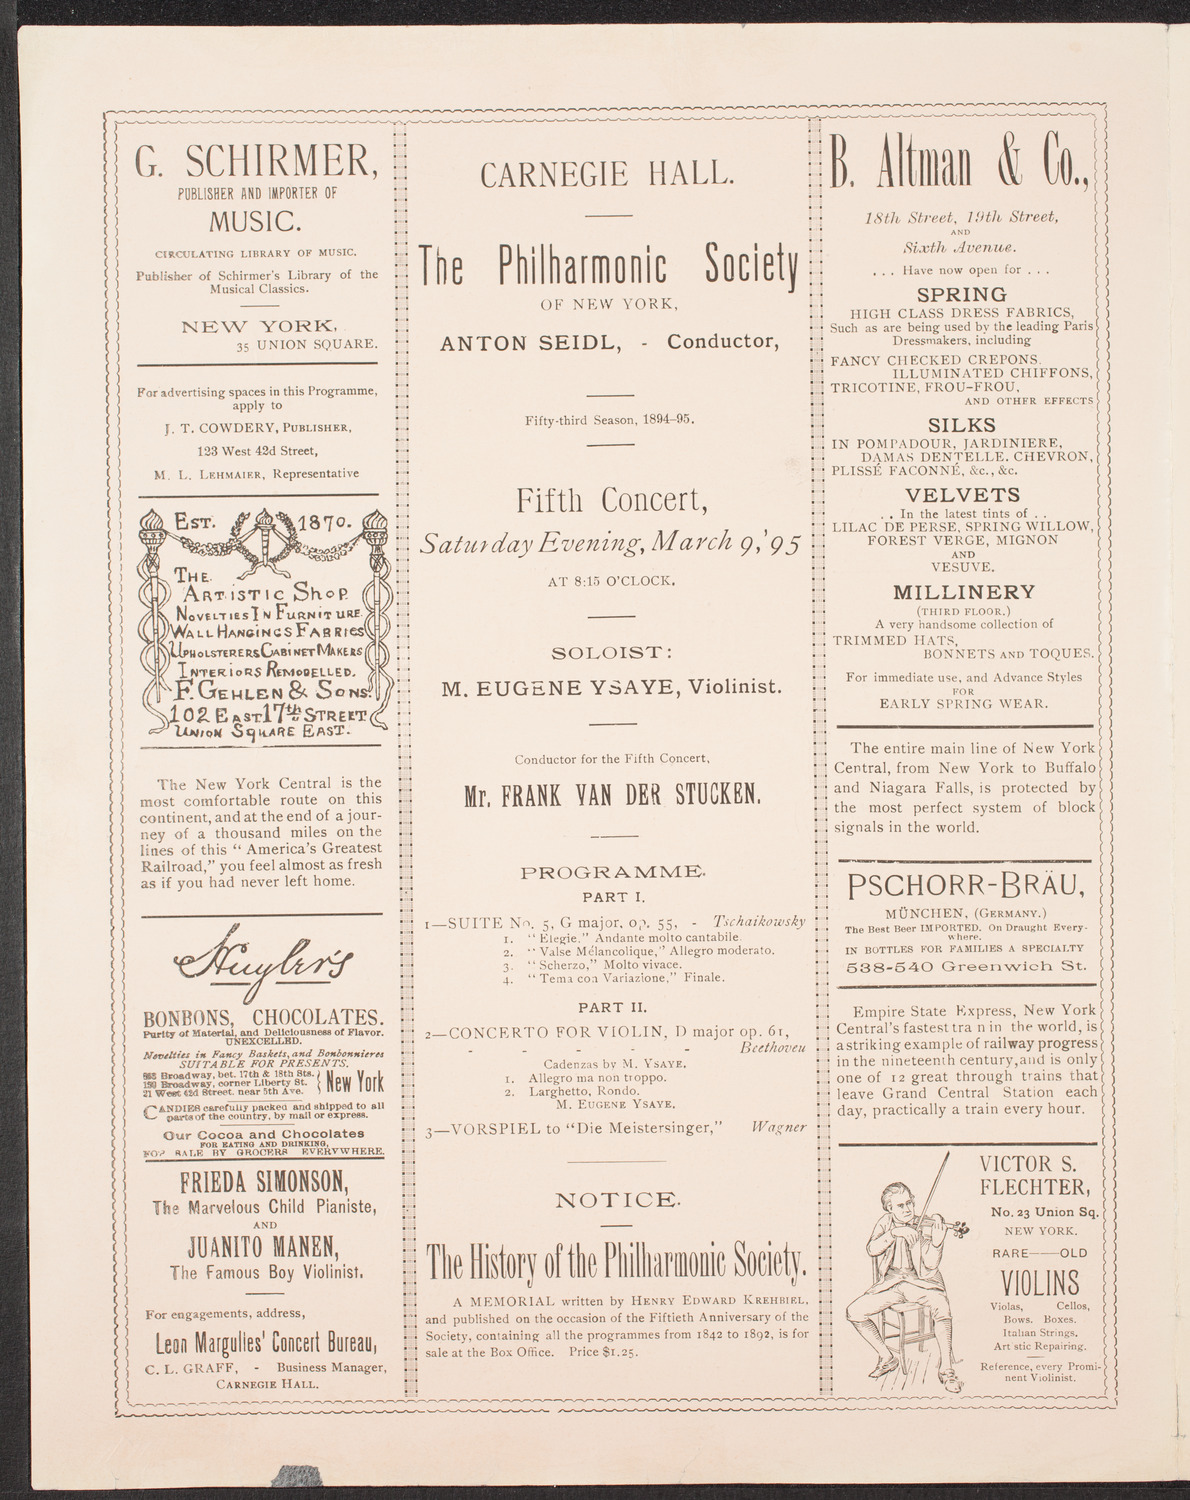 G. SCHIRMER,
PUBLISHER AND IMPORTER OF
MUSIC.
CIRCULATING LIBRARY OF MUSIC.
Publisher of Schirmer's Library of the
Musical Classics.
NEW YORK,
35 UNION SQUARE.
For advertising spaces in this Programme,
apply to
J. T. COWDERY, PUBLISHER,
123 West 42d Street,
M. L. LEHMAIER, Representative
EST. 1870.
THE
ARTISTIC SHOP.
NOVELTIES IN FURNITURE.
WALL HANGINGS FABRIES
UPHOLSTERERS CABINET MAKERS
INTERIORS REMODELLED.
F. GEHLEN & SONS.
102 EAST 17th STREET
UNION SQUARE EAST.
The New York Central is the
most comfortable route on this
continent, and at the end of a jour-
ney of a thousand miles on the
lines of this "America's Greatest
Railroad," you feel almost as fresh
as if you had never left home.
Huyler's
BONBONS, CHOCOLATES.
Purity of Material, and Deliciousness of Flavor.
UNEXCELLED.
Novelties in Fancy Baskets, and Bonbonnieres
SUITABLE FOR PRESENTS.
863 Broadway, bet. 17th & 18th Sts.
150 Broadway, corner Liberty St.
21 West 42d Street. near 5th Ave.
New York
CANDIES carefully packed and shipped to all
parts of the country, by mail or express.
Our Cocoa and Chocolates
FOR EATING AND DRINKING,
FOR SALE BY GROCERS EVERYWHERE.
FRIEDA SIMONSON,
The Marvelous Child Pianiste,
AND
JUANITO MANEN,
The Famous Boy Violinist.
For engagements, address,
Leon Margulies' Concert Bureau,
C. L. GRAFF, - Business Manager,
CARNEGIE HALL.
CARNEGIE HALL.
The Philharmonic Society
OF NEW YORK,
ANTON SEIDL, - Conductor,
Fifty-third Season, 1894-95.
Fifth Concert,
Saturday Evening, March 9, '95
AT 8:15 O'CLOCK.
SOLOIST:
M. EUGENE YSAYE, Violinist.
Conductor for the Fifth Concert,
Mr. FRANK VAN DER STUCKEN.
PROGRAMME.
PART I.
1—SUITE No. 5, G major, op. 55, - Tschaikowsky
1. "Elegie." Andante molto cantabile.
2. "Valse Mélancolique," Allegro moderato.
3. "Scherzo," Molto vivace.
4. "Tema con Variazione," Finale.
PART II.
2—CONCERTO FOR VIOLIN, D major op. 61,
- - - - - Beethoven
Cadenzas by M. YSAYE.
1. Allegro ma non troppo.
2. Larghetto, Rondo.
M. EUGENE YSAYE.
3—VORSPIEL to "Die Meistersinger," Wagner
NOTICE.
The History of the Philharmonic Society.
A MEMORIAL written by HENRY EDWARD KREHBIEL,
and published on the occasion of the Fiftieth Anniversary of the
Society, containing all the programmes from 1842 to 1892, is for
sale at the Box Office. Price $1.25.
B. Altman & Co.,
18th Street, 19th Street,
AND
Sixth Avenue.
. . . Have now open for . . .
SPRING
HIGH CLASS DRESS FABRICS,
Such as are being used by the leading Paris
Dressmakers, including
FANCY CHECKED CREPONS.
ILLUMINATED CHIFFONS,
TRICOTINE, FROU-FROU,
AND OTHER EFFECTS
SILKS
IN POMPADOUR, JARDINIERE,
DAMAS DENTELLE. CHEVRON,
PLISSÉ FACONNÉ, &c., &c.
VELVETS
. . In the latest tints of . .
LILAC DE PERSE, SPRING WILLOW,
FOREST VERGE, MIGNON
AND
VESUVE.
MILLINERY
(THIRD FLOOR.)
A very handsome collection of
TRIMMED HATS,
BONNETS AND TOQUES.
For immediate use, and Advance Styles
FOR
EARLY SPRING WEAR.
The entire main line of New York
Central, from New York to Buffalo
and Niagara Falls, is protected by
the most perfect system of block
signals in the world.
PSCHORR-BRÄU,
MÜNCHEN, (GERMANY.)
The Best Beer IMPORTED. On Draught Every-
where.
IN BOTTLES FOR FAMILIES A SPECIALTY
538-540 Greenwich St.
Empire State Express, New York
Central's fastest tra n in the world, is
a striking example of railway progress
in the nineteenth century, and is only
one of 12 great through trains that
leave Grand Central Station each
day, practically a train every hour.
VICTOR S.
FLECHTER,
No. 23 Union Sq.
NEW YORK.
RARE—OLD
VIOLINS
Violas, Cellos,
Bows. Boxes.
Italian Strings.
Art stic Repairing.
Reference, every Promi-
nent Violinist.